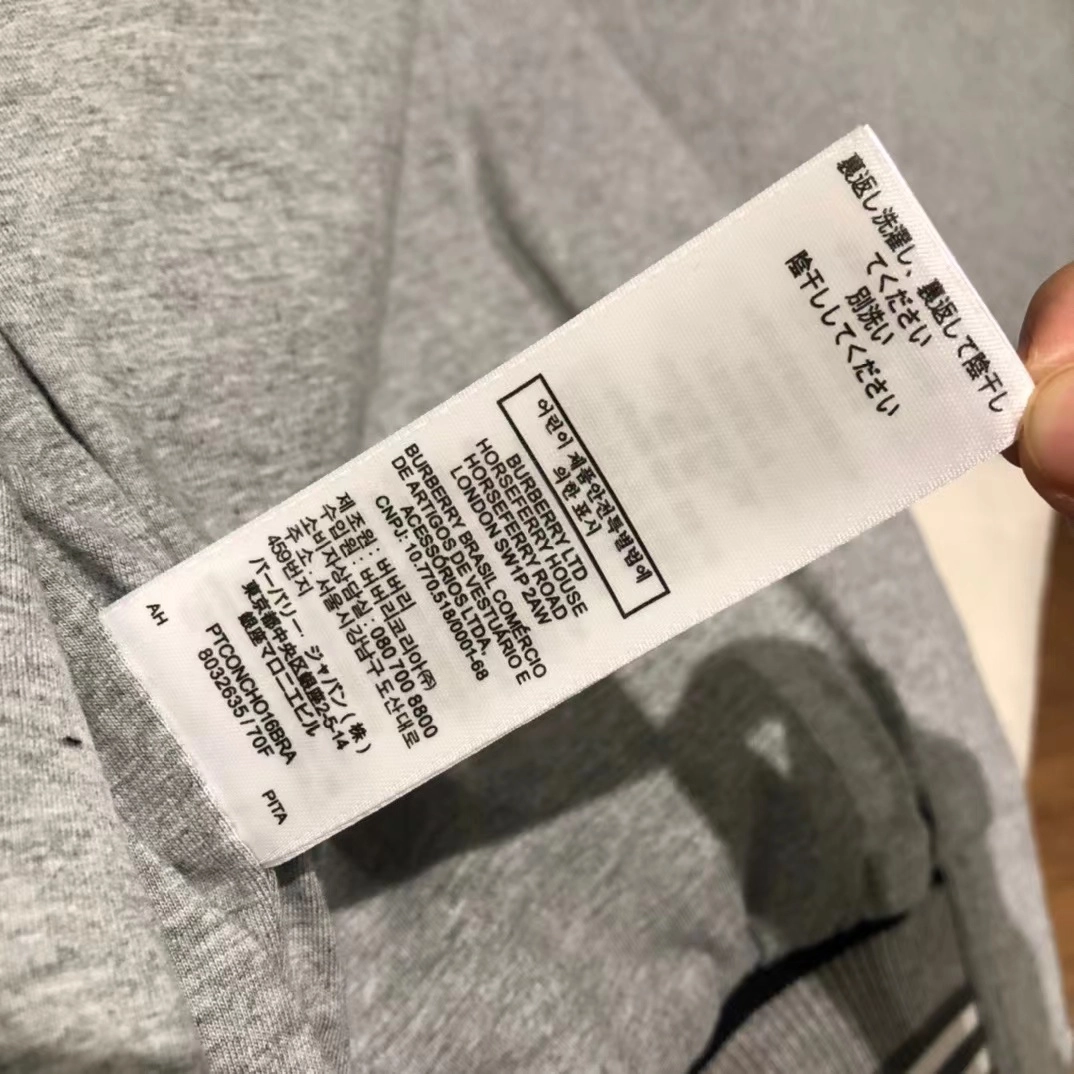 裏返し洗濯し、裏返して陰干し
てください
別洗い
陰干ししてください
어린이 제품안전특별법에
의한 표시
BURBERRY LTD
HORSEFERRY HOUSE
HORSEFERRY ROAD
LONDON SW1P 2AW
BURBERRY BRASIL COMÉRCIO
DE ARTIGOS DE VESTUÁRIO E
ACESSÓRIOS LTDA,
CNPJ: 10.770.518/0001-68
제조원 : 버버리
수입원 : 버버리코리아(주)
소비자상담실 : 080 700 8800
주소 : 서울시강남구 도산대로
459번지
バーバリー・ジャパン(株)
東京都中央区銀座2-5-14
銀座マロニエビル
PTCONCHO16BRA
8032635 / 70F
AH
PITA